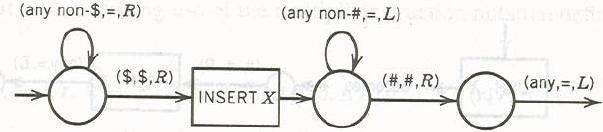 (any non-$,=,R)
(any non-#,=,L)
($,$,R)
INSERT X
(#,#,R)
(any,=,L)